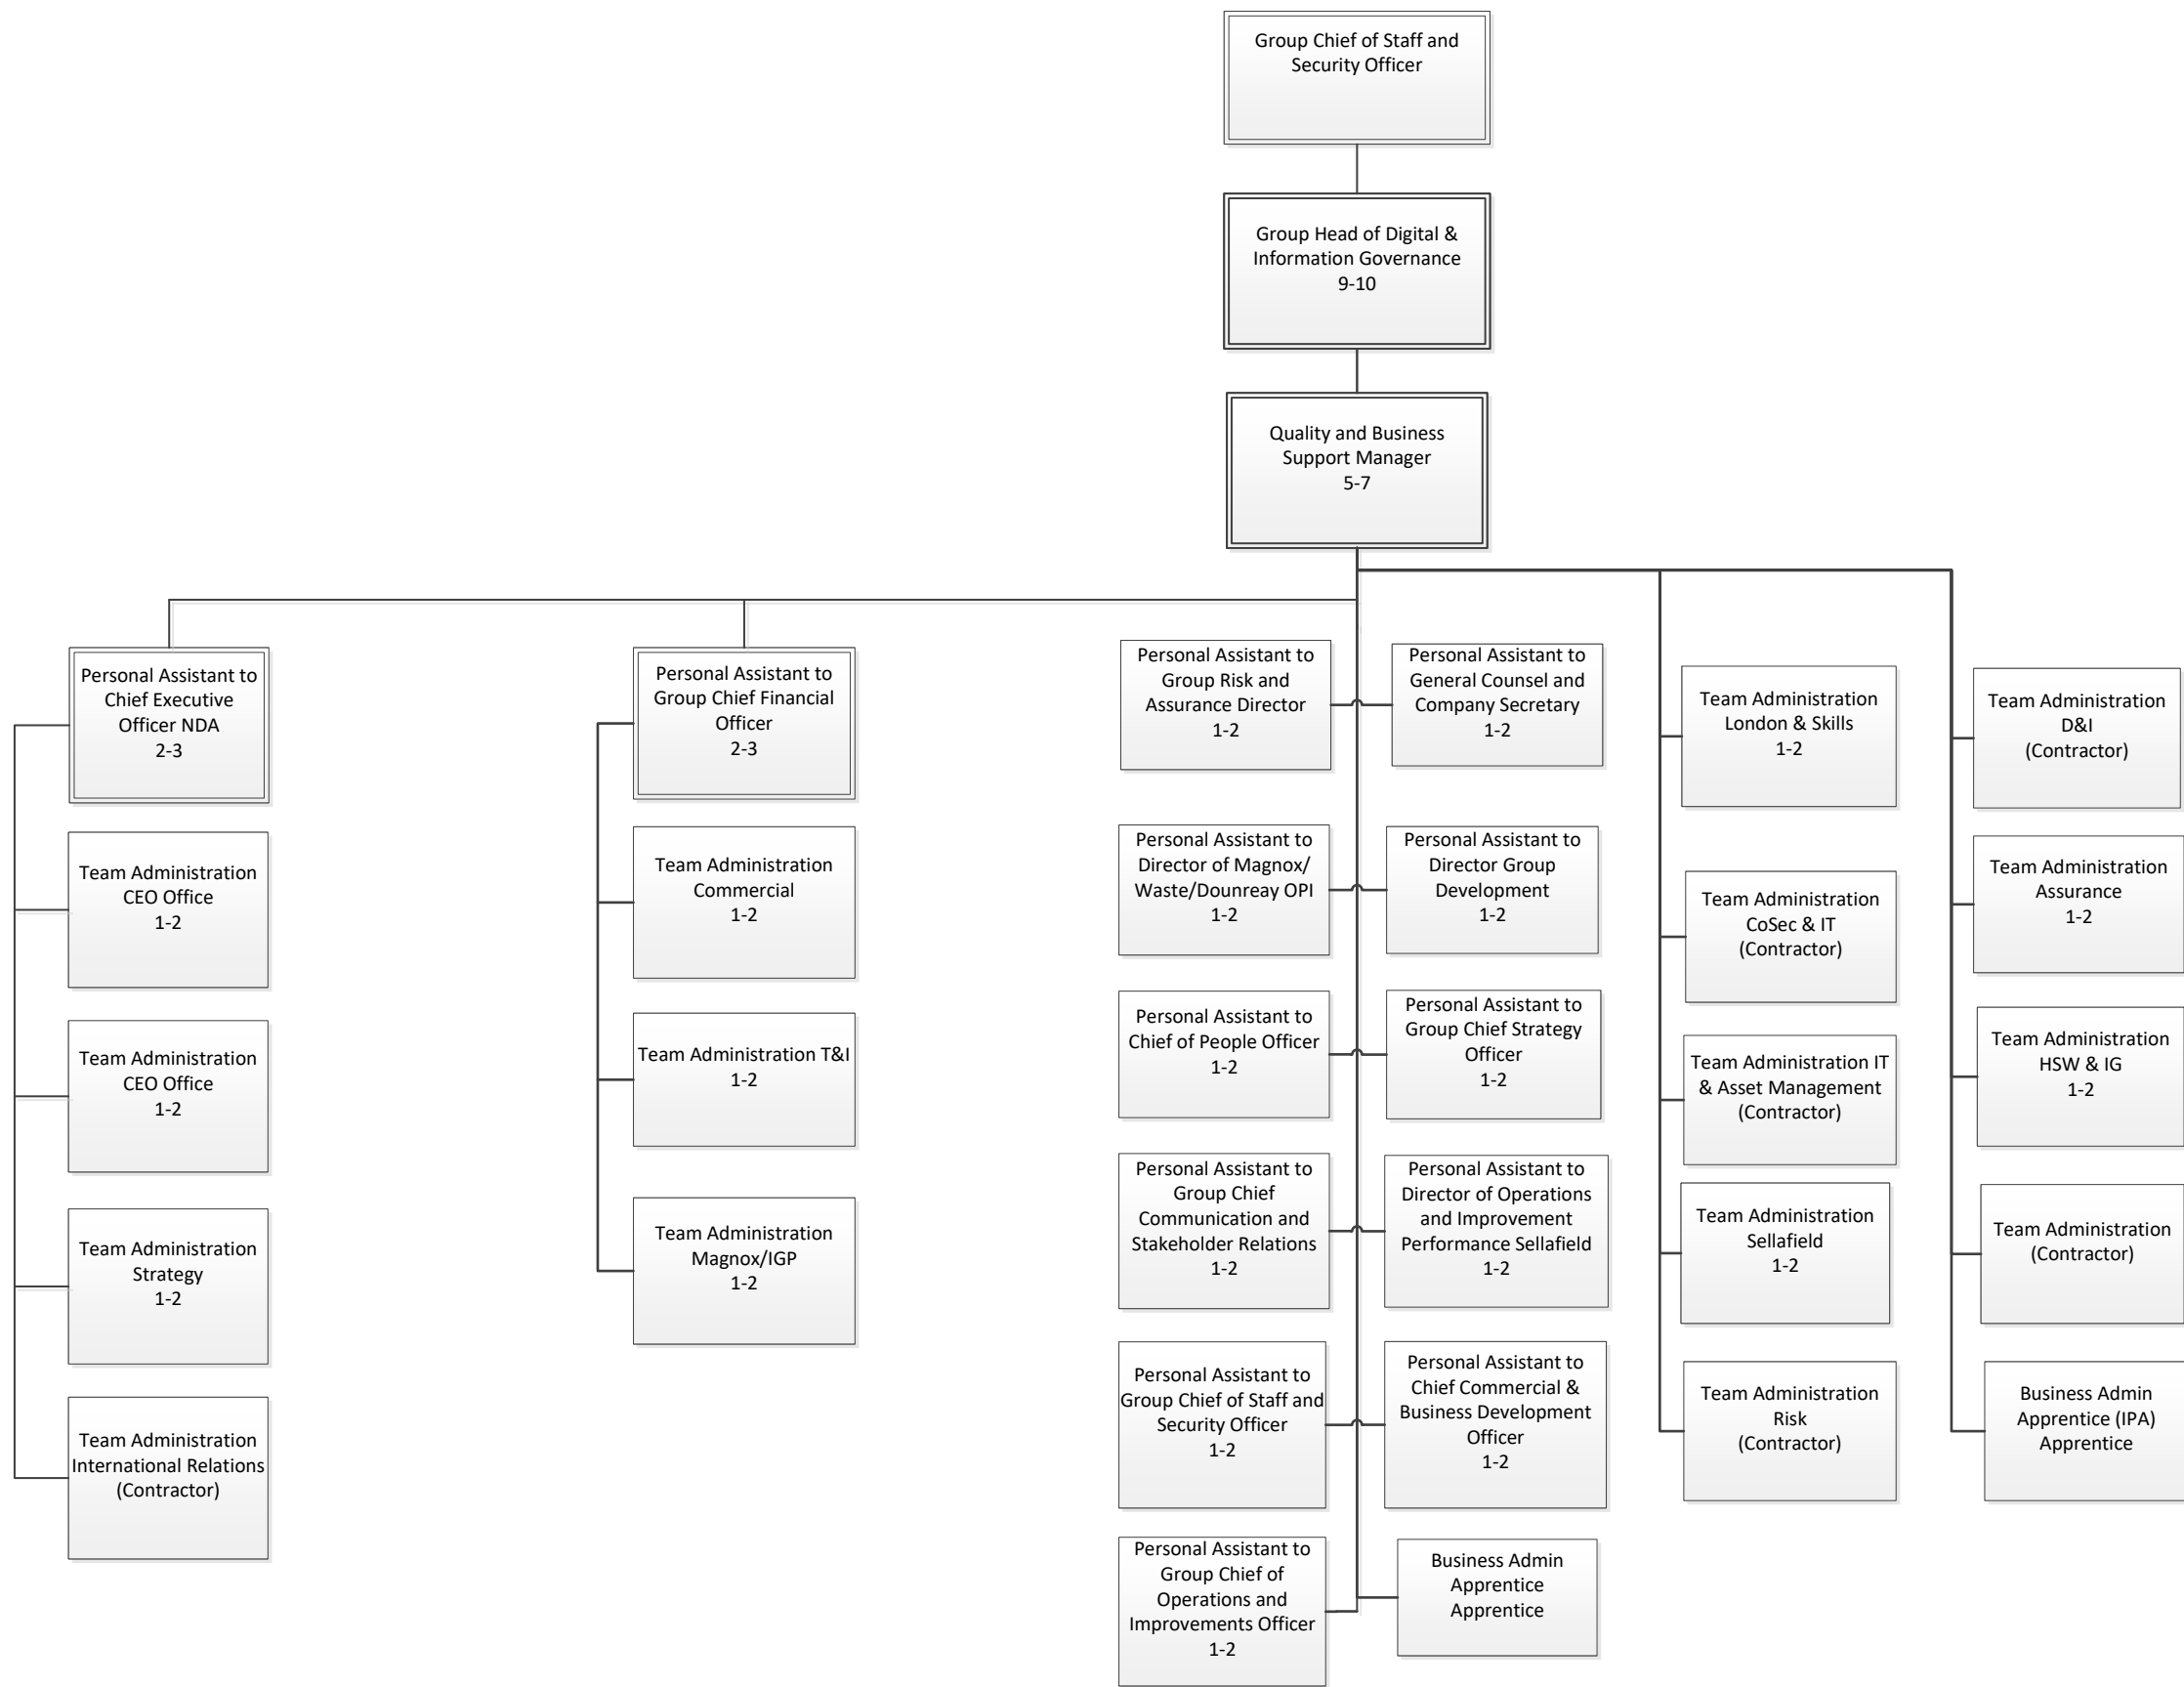 Group Chief of Staff and
Security Officer
Group Head of Digital &
Information Governance
9-10
Quality and Business
Support Manager
5-7
Personal Assistant to
Chief Executive
Officer NDA
2-3
Team Administration
CEO Office
1-2
Team Administration
CEO Office
1-2
Team Administration
Strategy
1-2
Team Administration
International Relations
(Contractor)
Personal Assistant to
Group Chief Financial
Officer
2-3
Team Administration
Commercial
1-2
Team Administration T&I
1-2
Team Administration
Magnox/IGP
1-2
Personal Assistant to
Group Risk and
Assurance Director
1-2
Personal Assistant to
General Counsel and
Company Secretary
1-2
Personal Assistant to
Director of Magnox/
Waste/Dounreay OPI
1-2
Personal Assistant to
Director Group
Development
1-2
Personal Assistant to
Chief of People Officer
1-2
Personal Assistant to
Group Chief Strategy
Officer
1-2
Personal Assistant to
Group Chief
Communication and
Stakeholder Relations
1-2
Personal Assistant to
Director of Operations
and Improvement
Performance Sellafield
1-2
Personal Assistant to
Group Chief of Staff and
Security Officer
1-2
Personal Assistant to
Chief Commercial &
Business Development
Officer
1-2
Personal Assistant to
Group Chief of
Operations and
Improvements Officer
1-2
Business Admin
Apprentice
Apprentice
Team Administration
London & Skills
1-2
Team Administration
CoSec & IT
(Contractor)
Team Administration IT
& Asset Management
(Contractor)
Team Administration
Sellafield
1-2
Team Administration
Risk
(Contractor)
Team Administration
D&I
(Contractor)
Team Administration
Assurance
1-2
Team Administration
HSW & IG
1-2
Team Administration
(Contractor)
Business Admin
Apprentice (IPA)
Apprentice